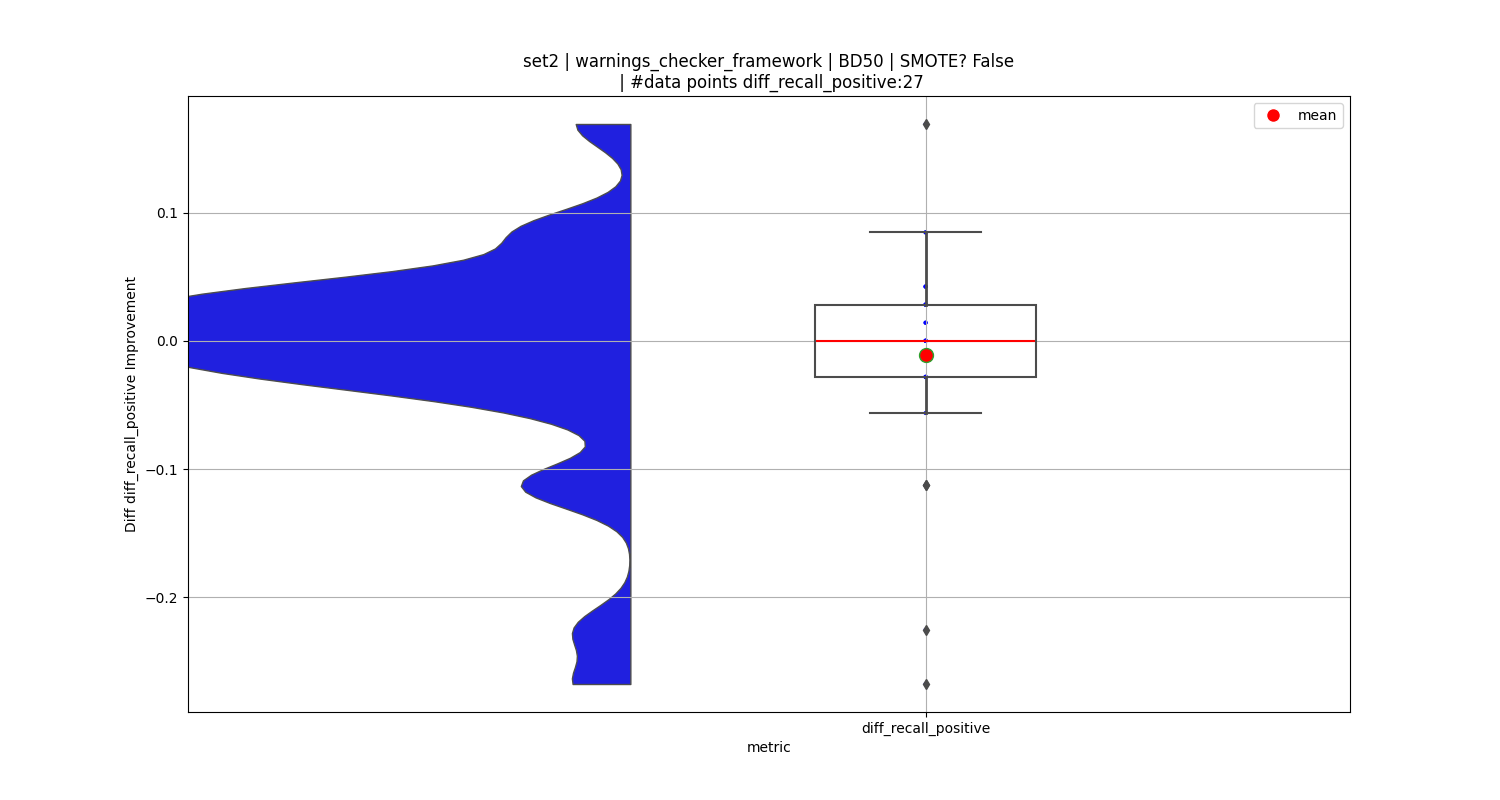 set2 | warnings_checker_framework | BD50 | SMOTE? False
| #data points diff_recall_positive:27
mean
0.1
0.0
−0.1
−0.2
Diff diff_recall_positive Improvement
diff_recall_positive
metric